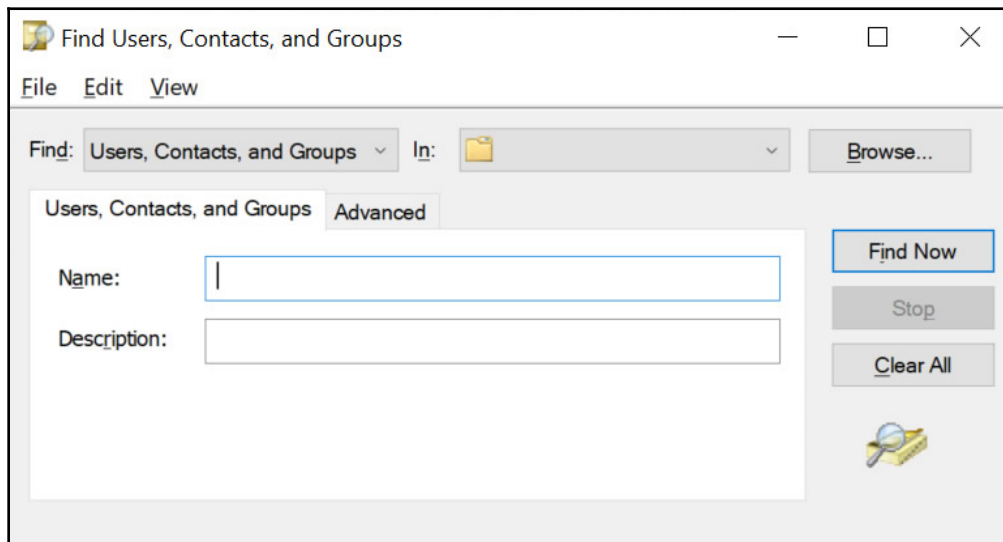 Find Users, Contacts, and Groups
File Edit View
Find: Users, Contacts, and Groups In: Browse...
Users, Contacts, and Groups Advanced
Find Now
Name:
Stop
Description:
Clear All